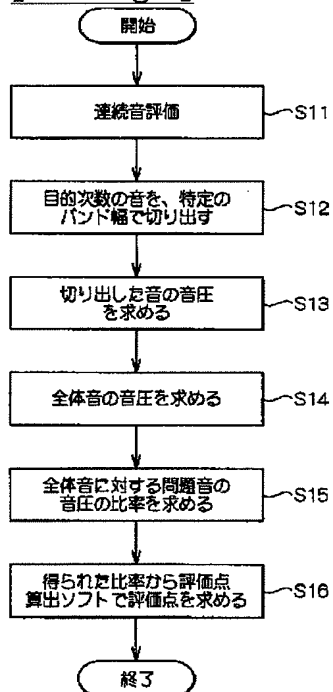 開始
連続音評価
S11
目的次数の音を、特定の
バンド幅で切り出す
S12
切り出した音の音圧
を求める
S13
全体音の音圧を求める
S14
全体音に対する問題音の
音圧の比率を求める
S15
得られた比率から評価点
算出ソフトで評価点を求める
S16
終了